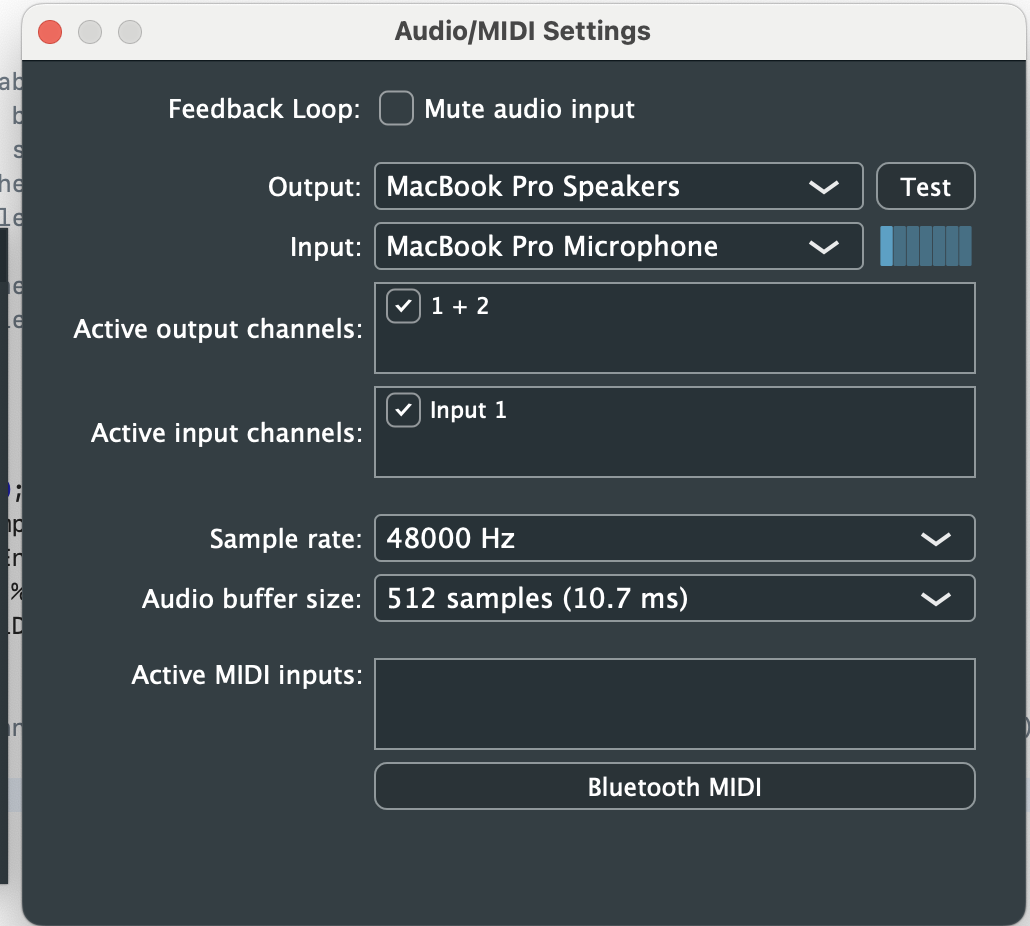 Audio/MIDI Settings
Feedback Loop: Mute audio input
Output: MacBook Pro Speakers Test
Input: MacBook Pro Microphone
Active output channels: 1 + 2
Active input channels: Input 1
Sample rate: 48000 Hz
Audio buffer size: 512 samples (10.7 ms)
Active MIDI inputs:
Bluetooth MIDI